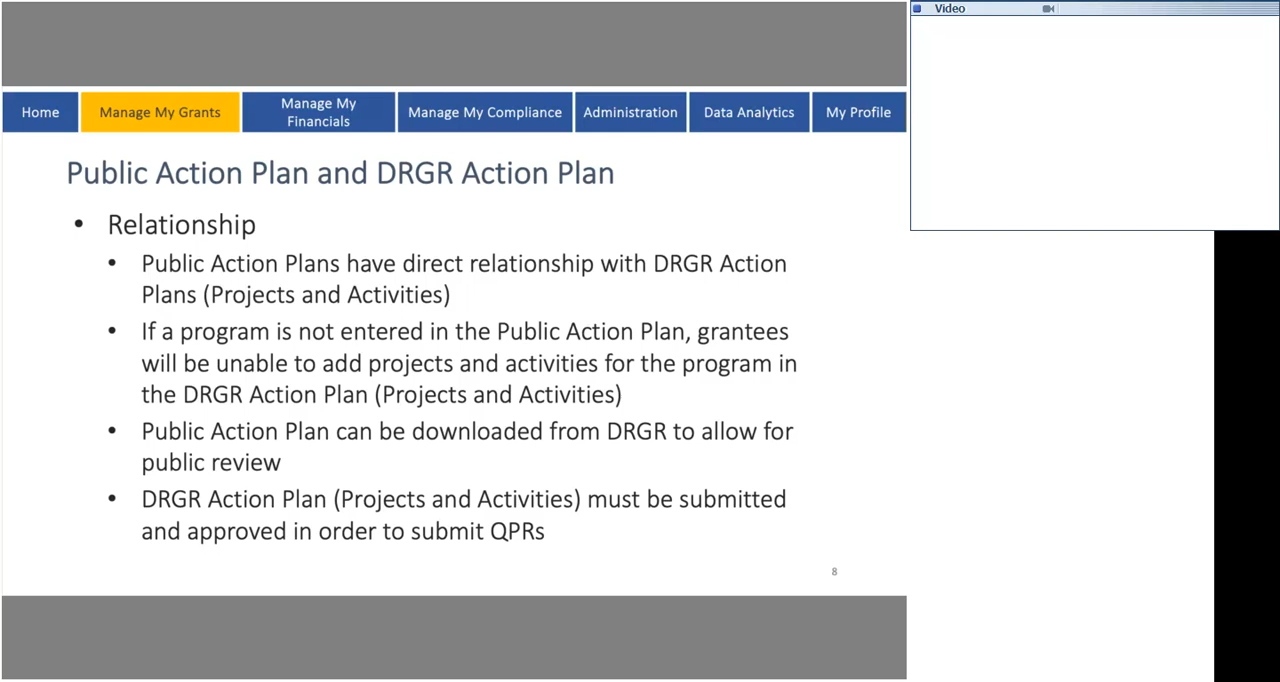 Video
Home
Manage My Grants
Manage My
Financials
Manage My Compliance
Administration
Data Analytics
My Profile
Public Action Plan and DRGR Action Plan
• Relationship
• Public Action Plans have direct relationship with DRGR Action
Plans (Projects and Activities)
• If a program is not entered in the Public Action Plan, grantees
will be unable to add projects and activities for the program in
the DRGR Action Plan (Projects and Activities)
• Public Action Plan can be downloaded from DRGR to allow for
public review
• DRGR Action Plan (Projects and Activities) must be submitted
and approved in order to submit QPRs
8